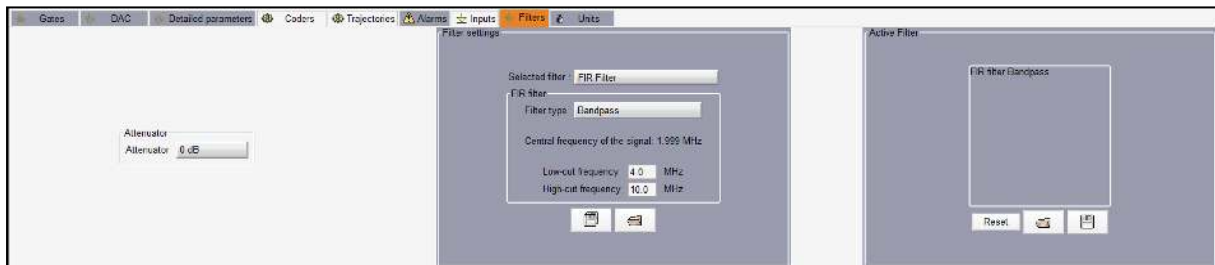 Gates DAC Detailed parameters Coders Trajectories Alarms Inputs Filters Units
Attenuator
Attenuator 0 dB
Filter settings
Selected filter : FIR Filter
FIR filter
Filter type Bandpass
Central frequency of the signal: 1.999 MHz
Low-cut frequency 4.0 MHz
High-cut frequency 10.0 MHz
Active Filter
FIR filter Bandpass
Reset